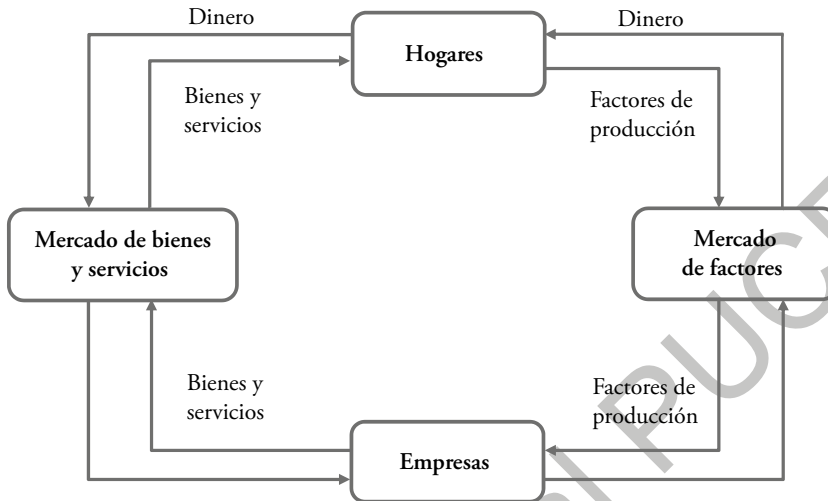 Dinero
Hogares
Dinero
Bienes y
servicios
Factores de
producción
Mercado de bienes
y servicios
Mercado
de factores
Bienes y
servicios
Factores de
producción
Empresas
PUCP